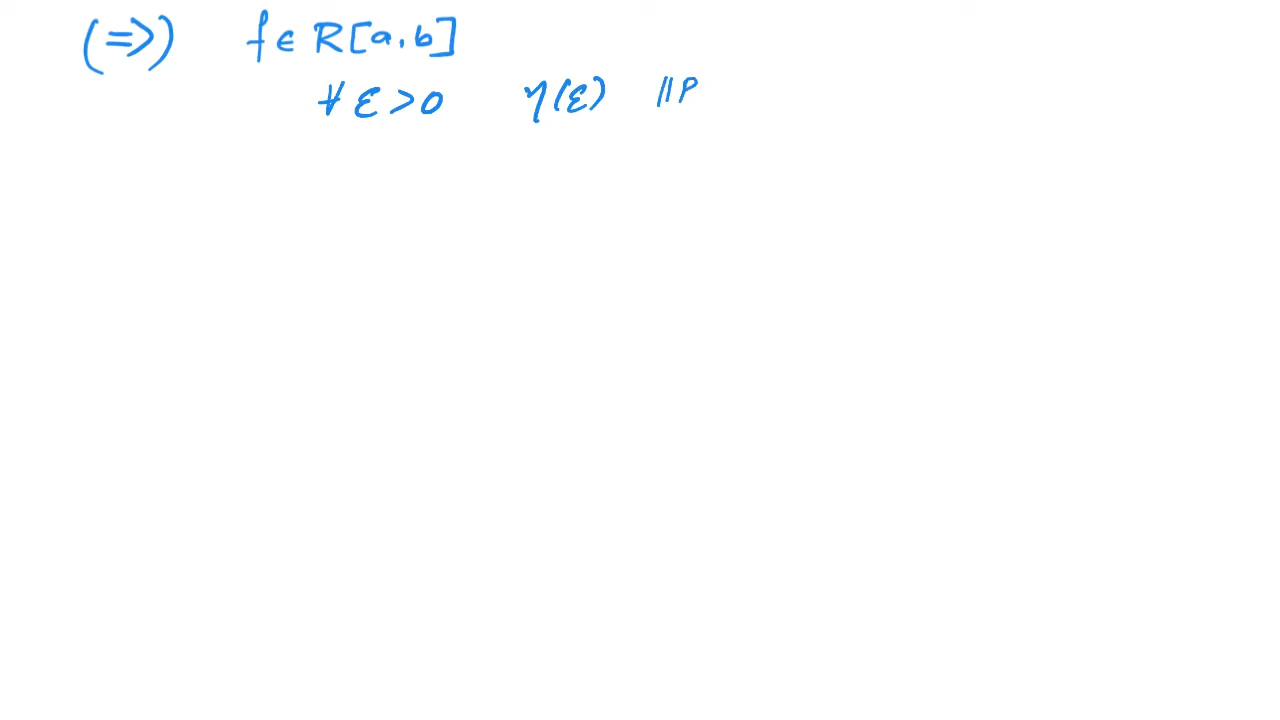 (⇒) f ∈ R[a,b]
∀ ε > 0 η(ε) ||P